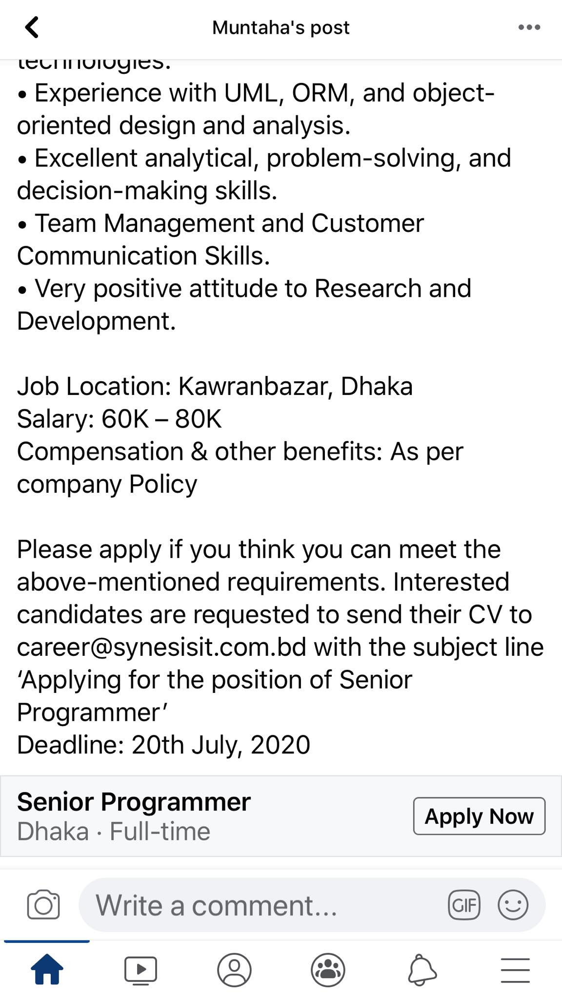 Muntaha's post
technologies.
• Experience with UML, ORM, and object-
oriented design and analysis.
• Excellent analytical, problem-solving, and
decision-making skills.
• Team Management and Customer
Communication Skills.
• Very positive attitude to Research and
Development.
Job Location: Kawranbazar, Dhaka
Salary: 60K – 80K
Compensation & other benefits: As per
company Policy
Please apply if you think you can meet the
above-mentioned requirements. Interested
candidates are requested to send their CV to
career@synesisit.com.bd with the subject line
‘Applying for the position of Senior
Programmer’
Deadline: 20th July, 2020
Senior Programmer
Dhaka · Full-time
Apply Now
Write a comment...
GIF